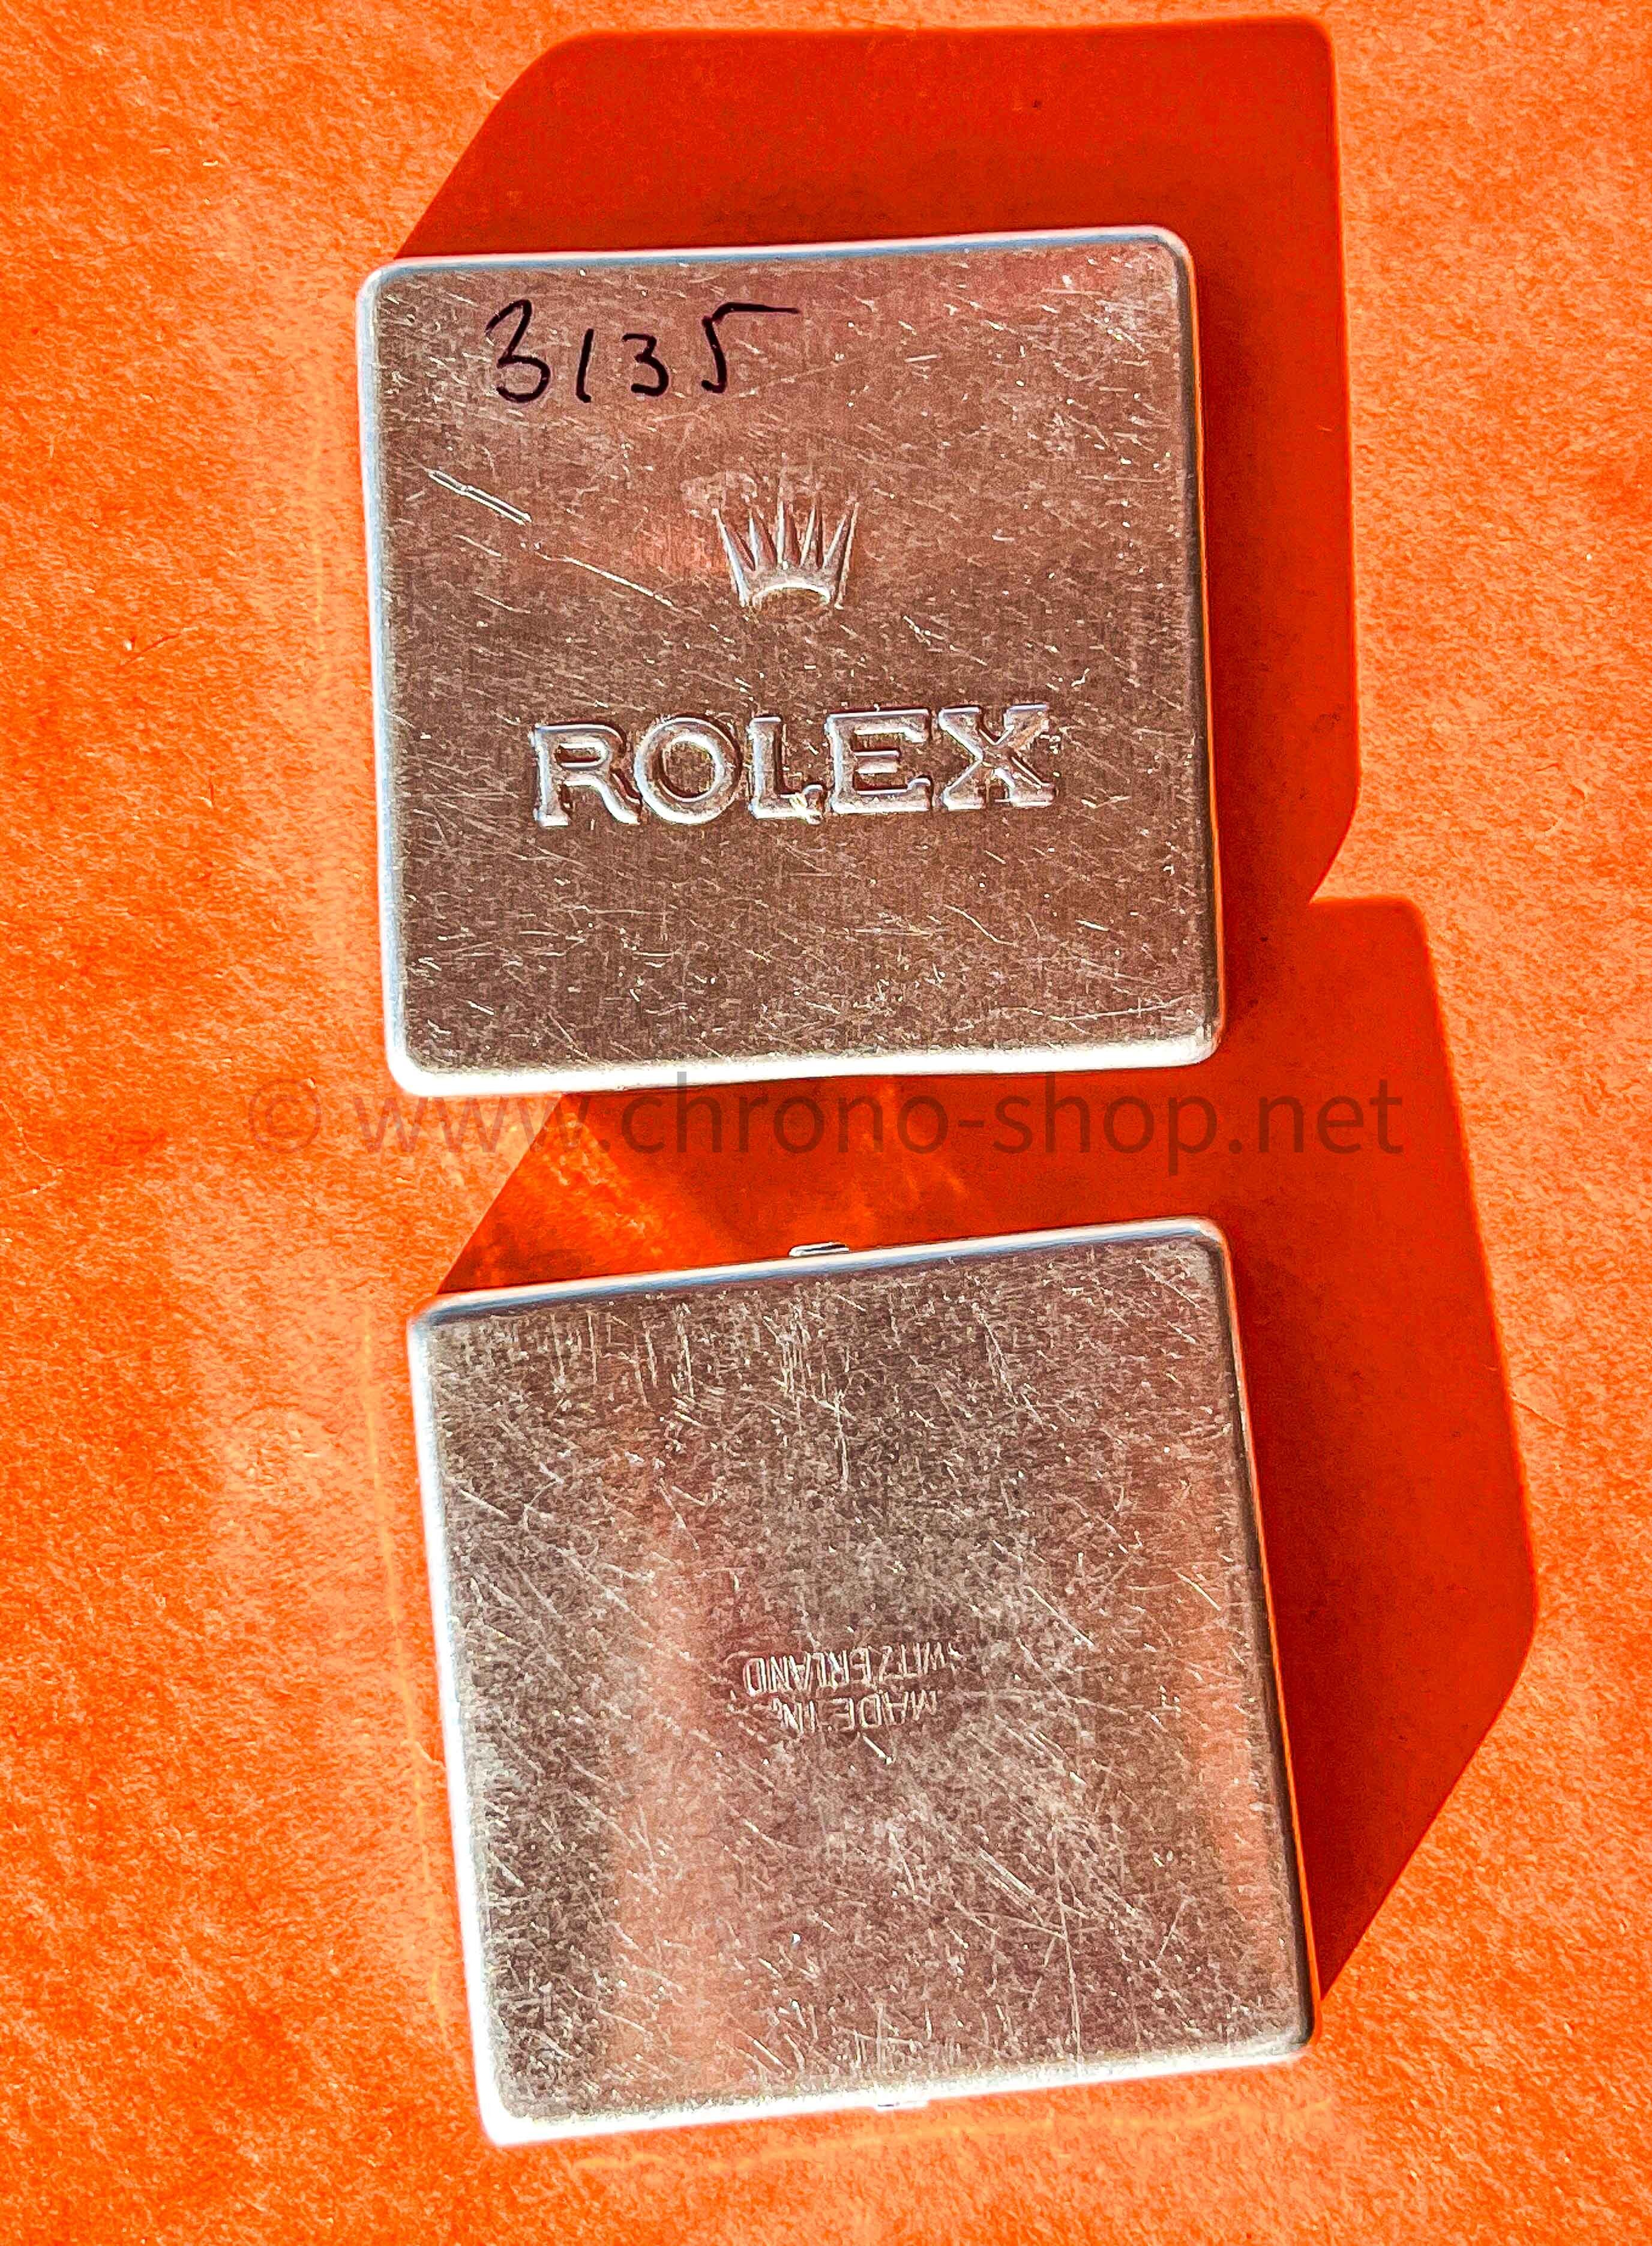 3135
ROLEX
© www.chrono-shop.net
MADE IN
SWITZERLAND